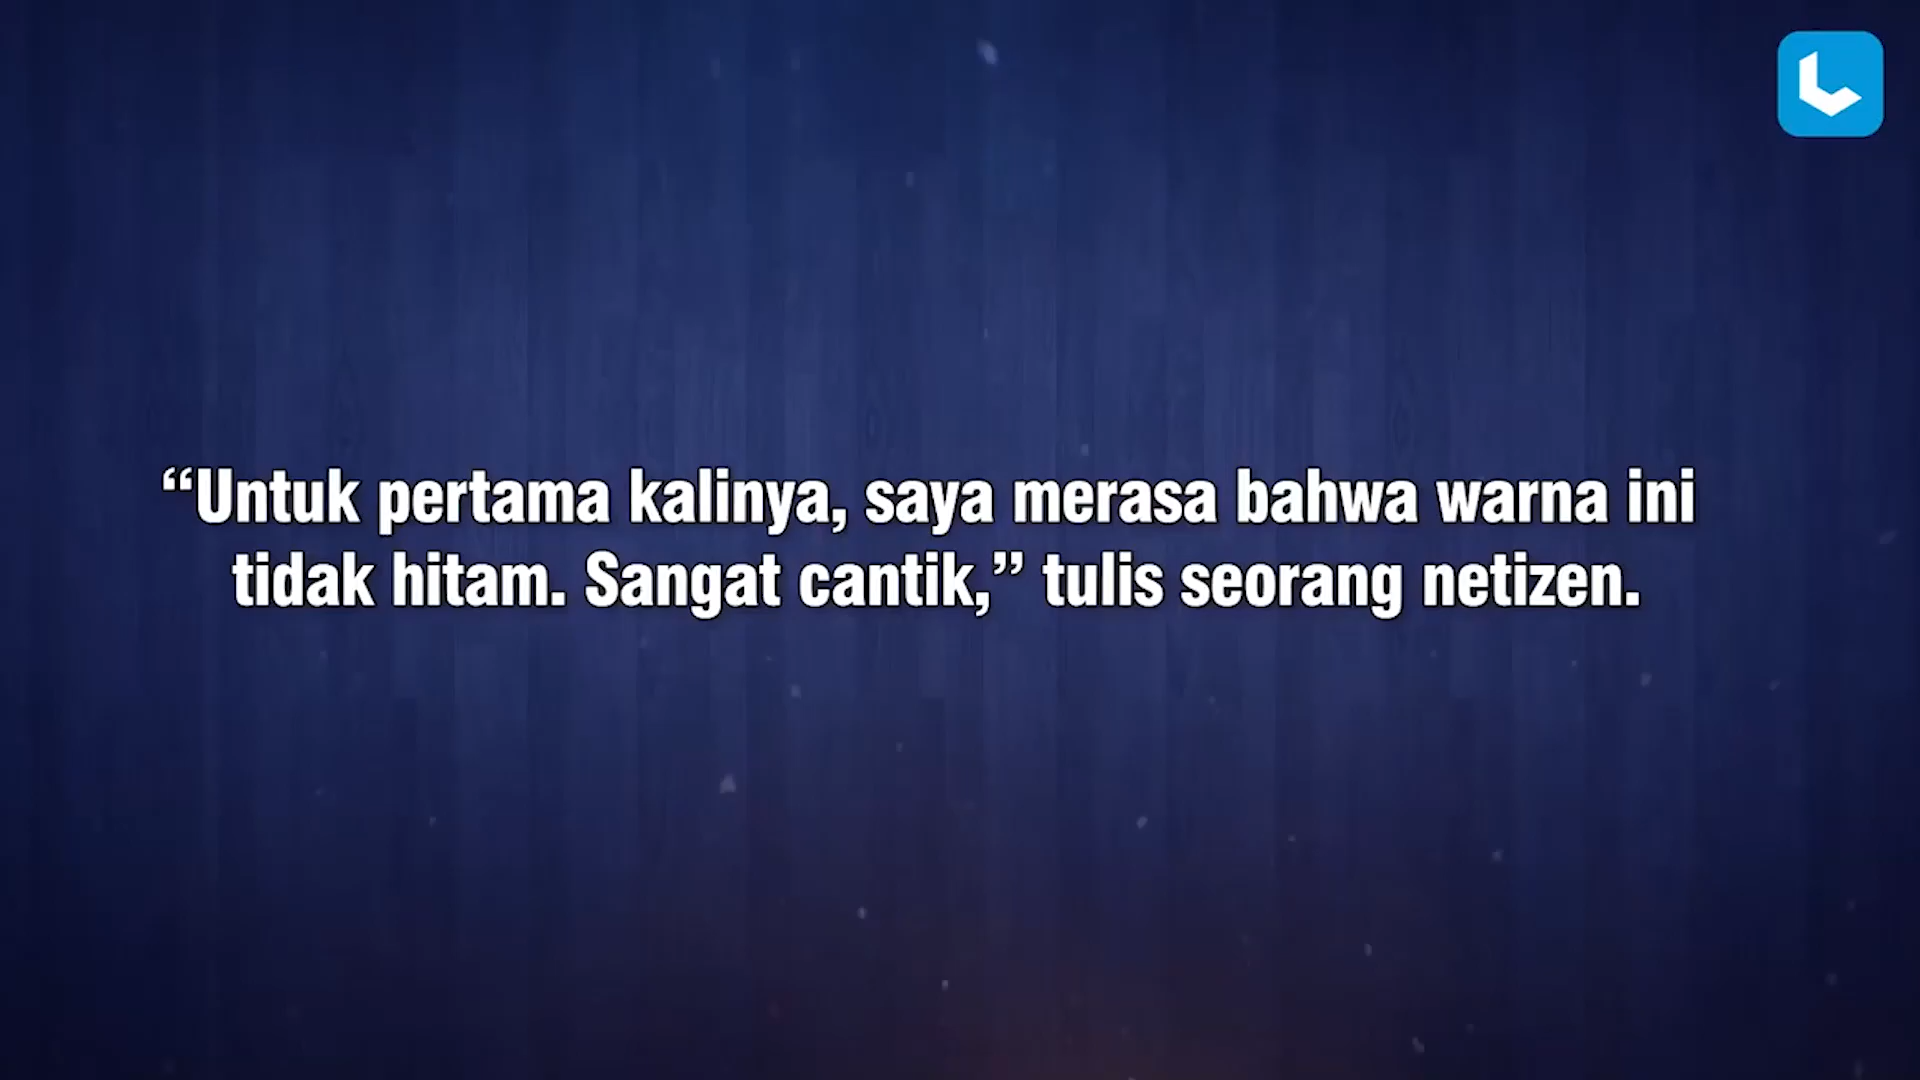 “Untuk pertama kalinya, saya merasa bahwa warna ini
tidak hitam. Sangat cantik,” tulis seorang netizen.